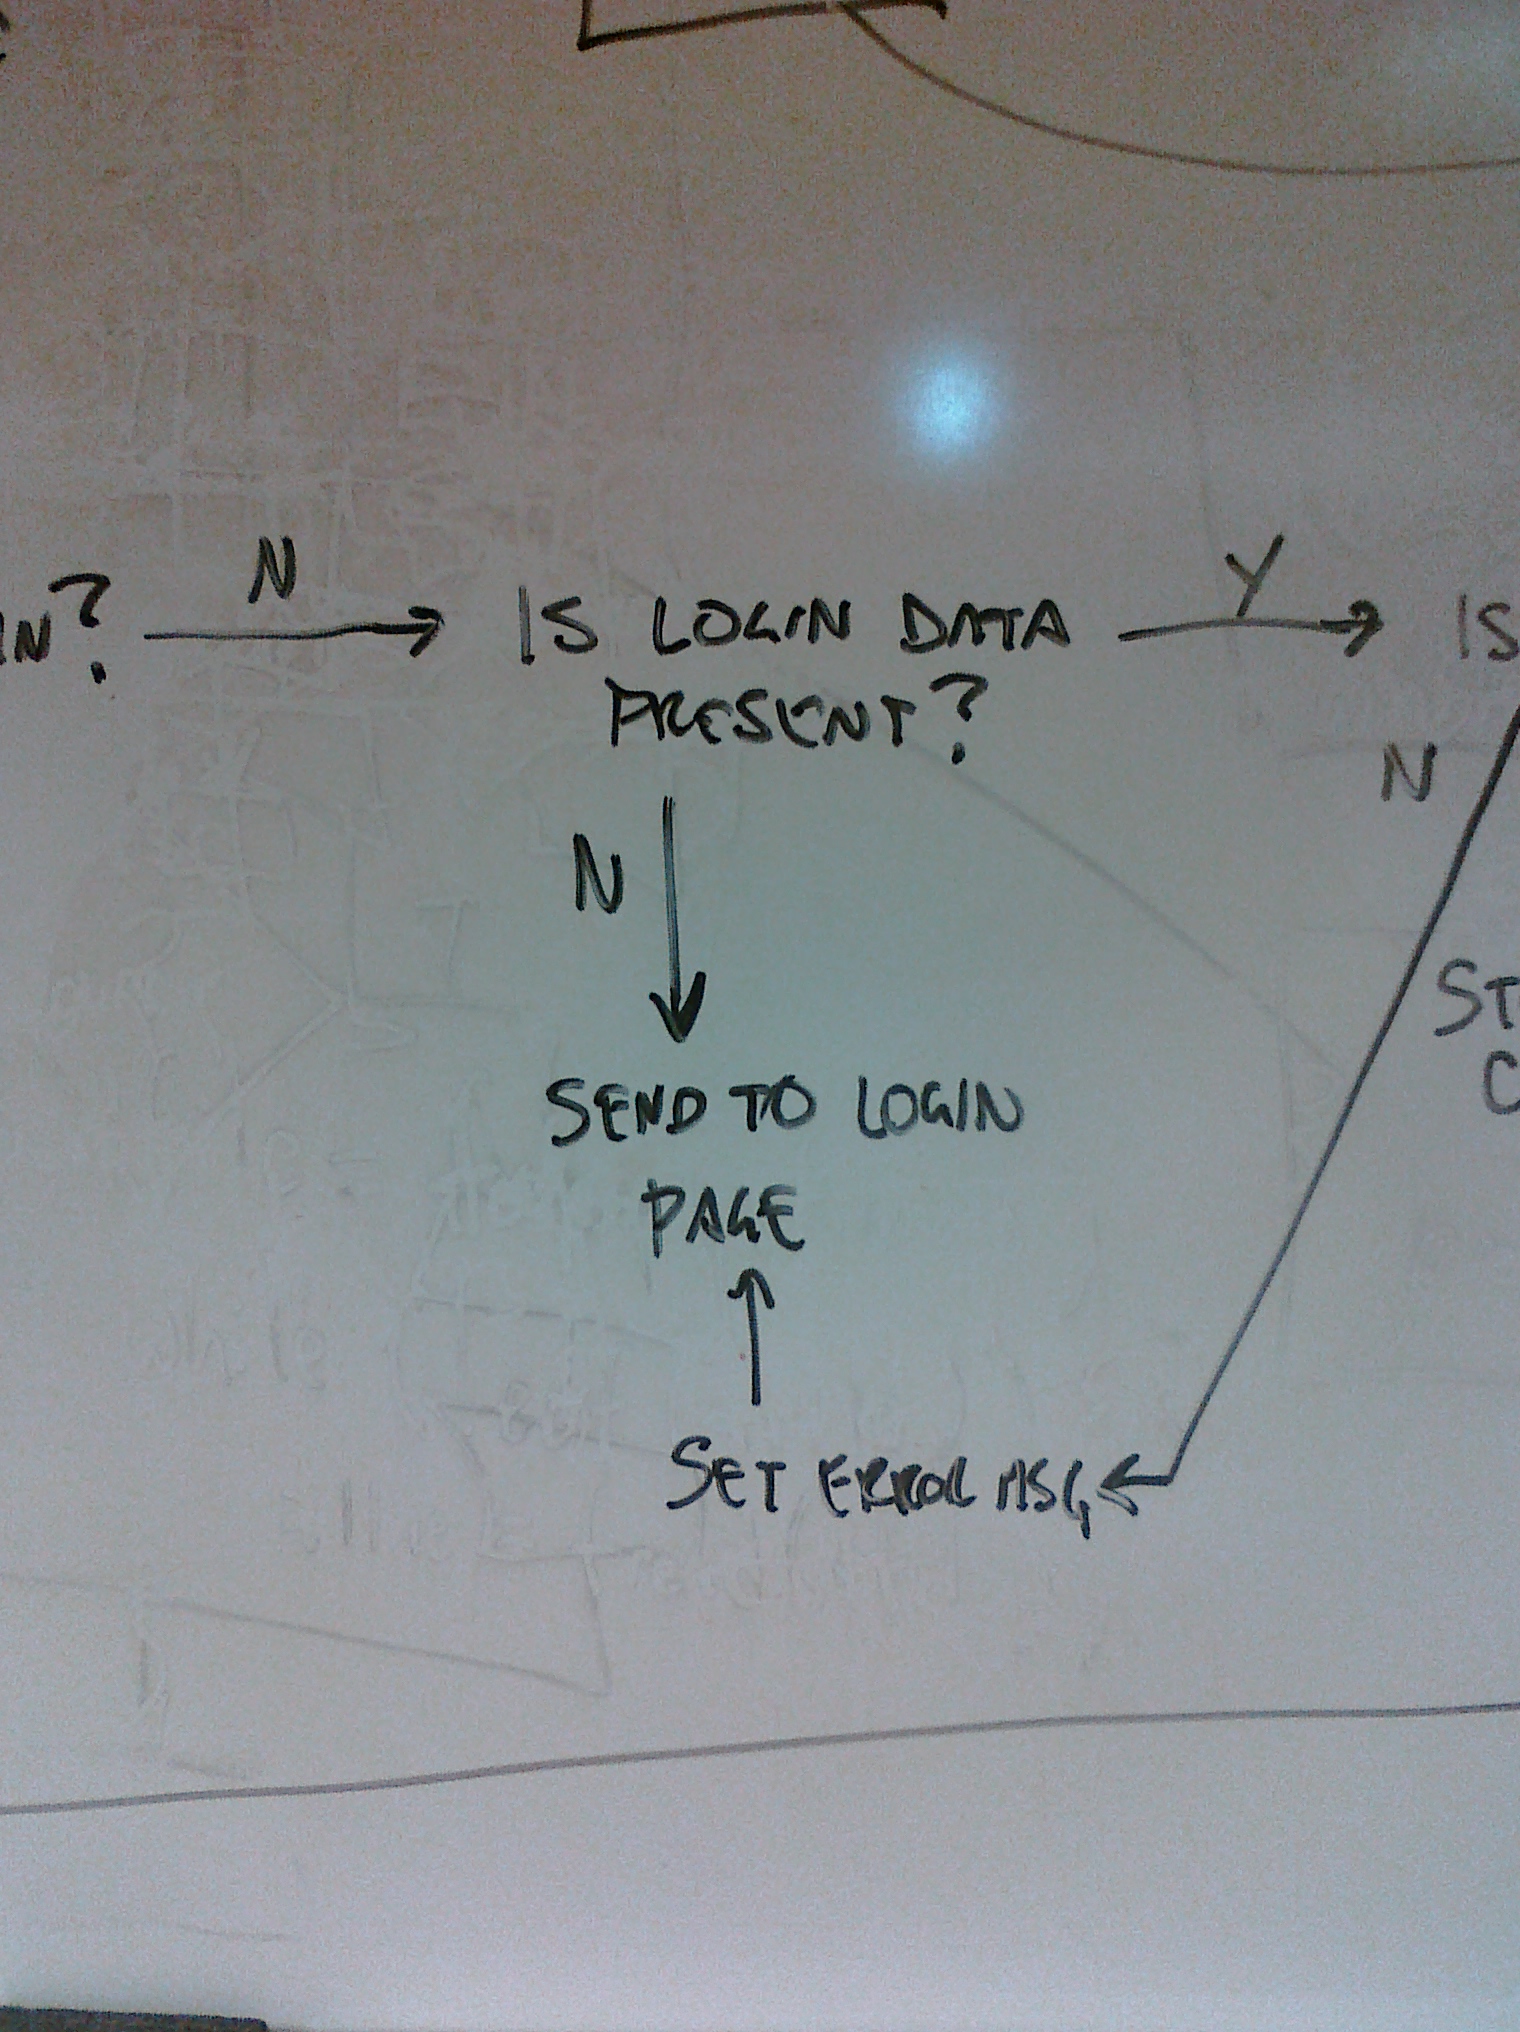 N
Y
IN?
IS LOGIN DATA
IS
PRESENT?
N
N
ST
C
SEND TO LOGIN
PAGE
SET ERROR MSG